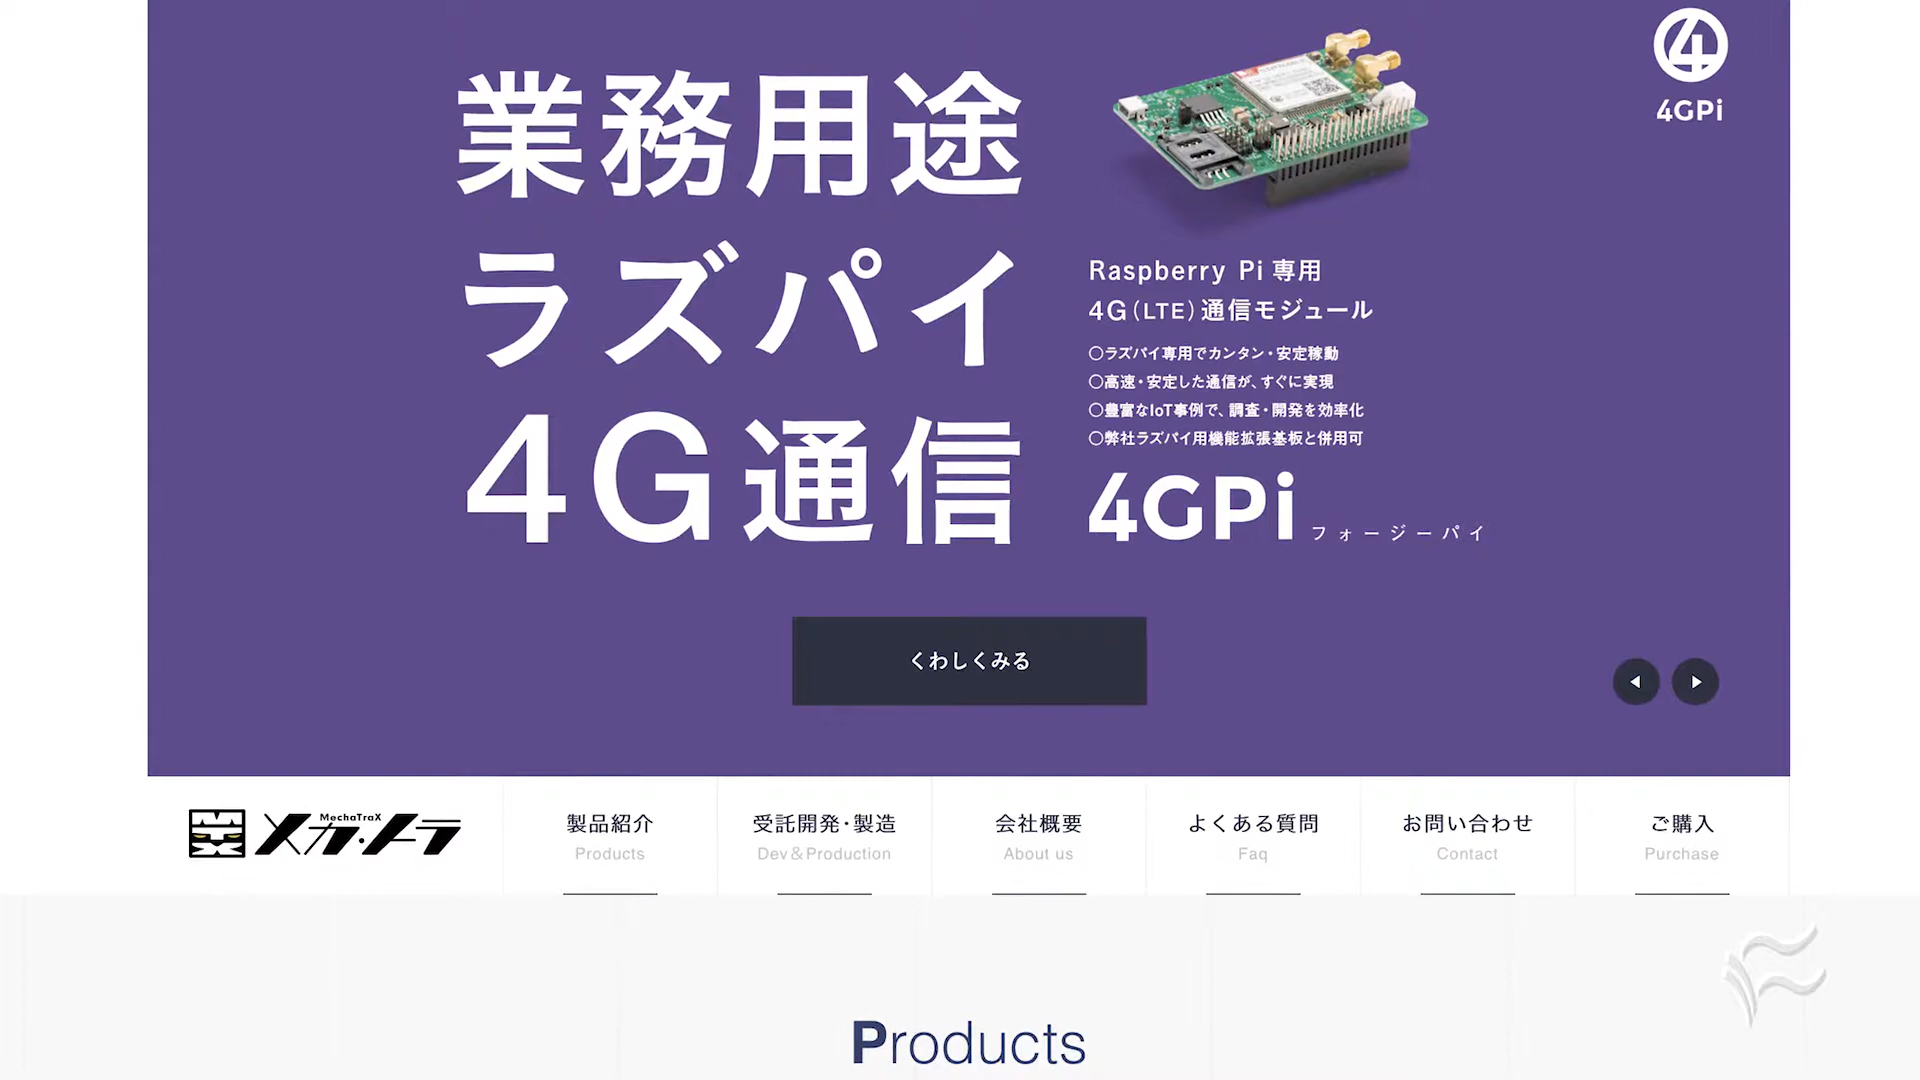 業務用途
ラズパイ
4G通信
4GPi
Raspberry Pi 専用
4G(LTE)通信モジュール
○ラズパイ専用でカンタン・安定稼動
○高速・安定した通信が、すぐに実現
○豊富なIoT事例で、調査・開発を効率化
○弊社ラズパイ用機能拡張基板と併用可
4GPi フォージーパイ
くわしくみる
MTX メカ・トラ MechaTraX
製品紹介
Products
受託開発・製造
Dev＆Production
会社概要
About us
よくある質問
Faq
お問い合わせ
Contact
ご購入
Purchase
Products